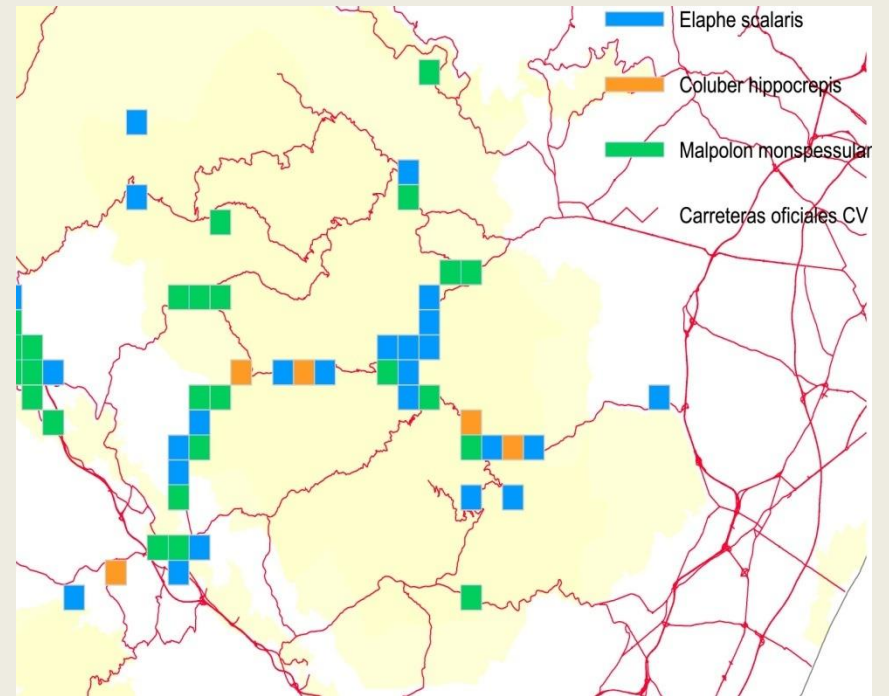 Elaphe scalaris
Coluber hippocrepis
Malpolon monspessular
Carreteras oficiales CV